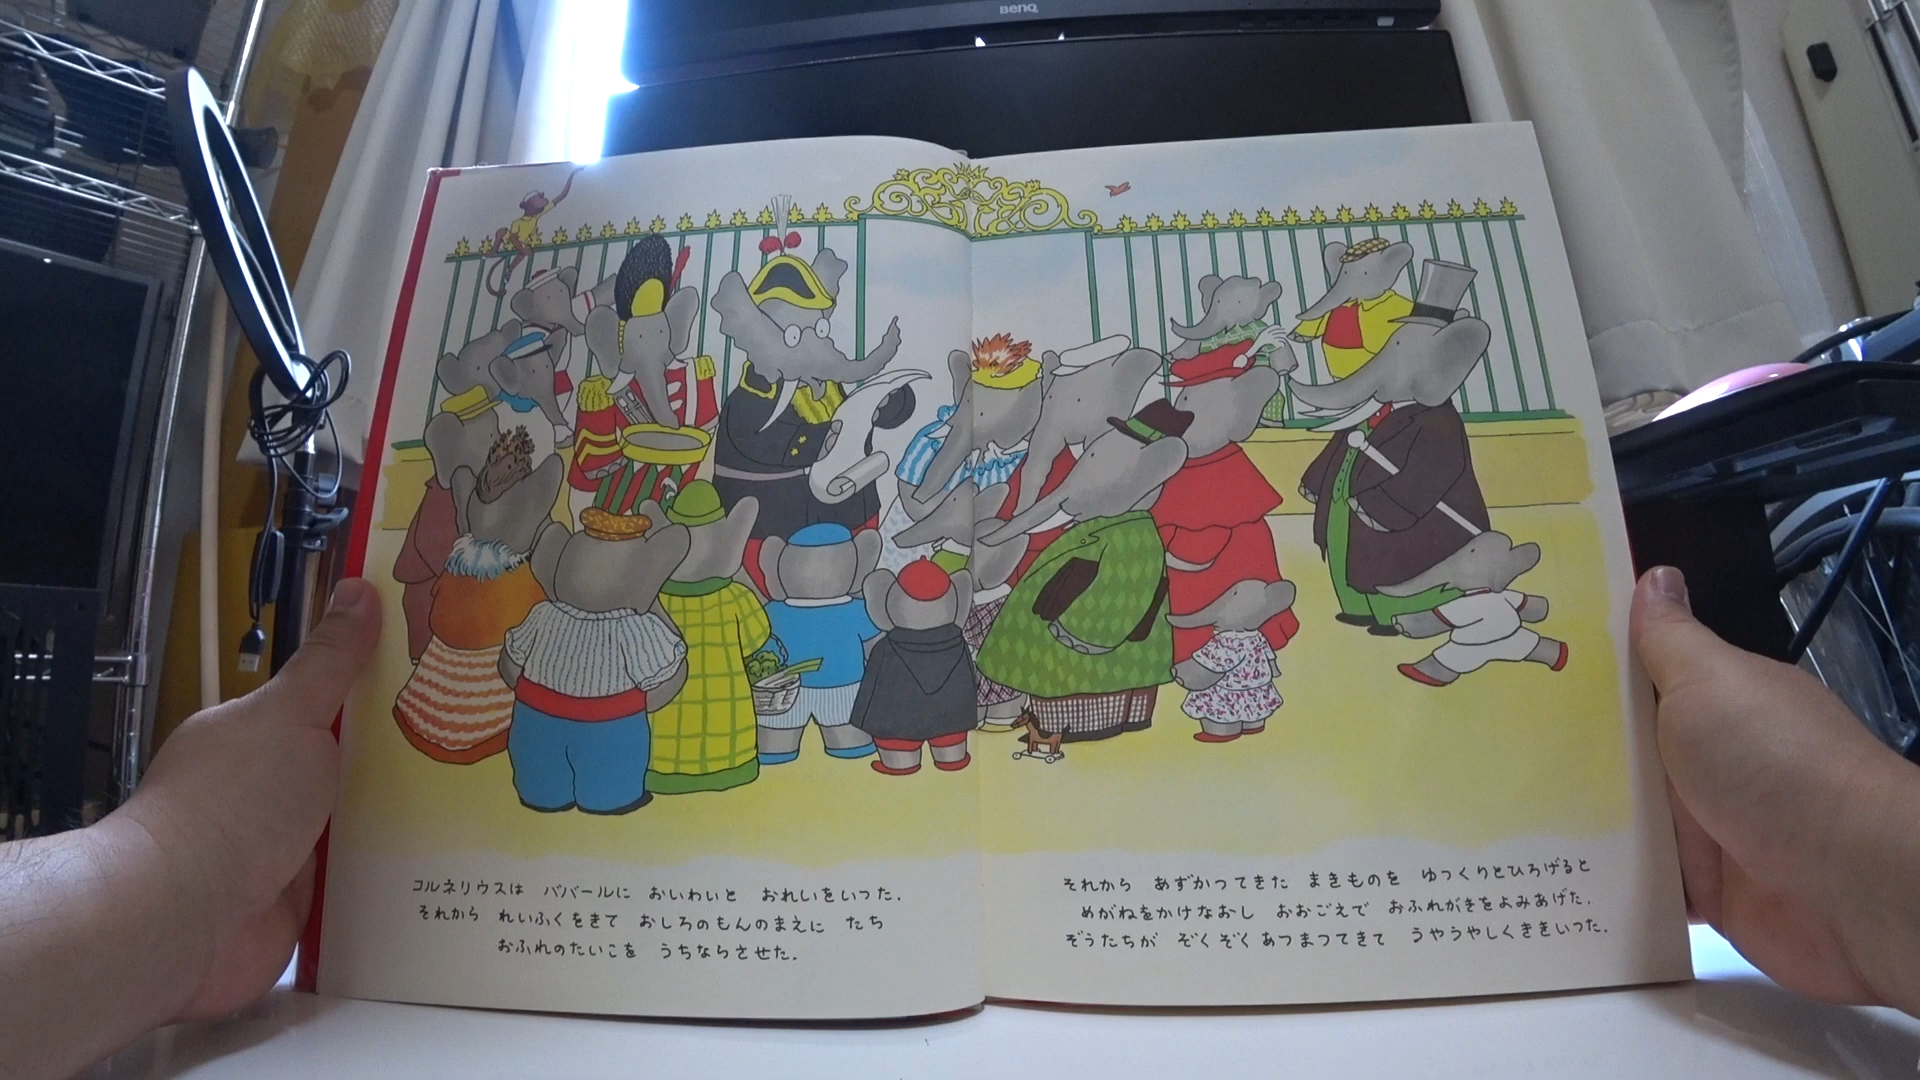 BenQ
コルネリウスは ババールに おいわいと おれいをいった.
それから れいふくをきて おしろのもんのまえに たち
おふれのたいこを うちならさせた.
それから あずかってきた まきものを ゆっくりとひろげると
めがねをかけなおし おおごえで おふれがきをよみあげた.
ぞうたちが ぞくぞくあつまってきて うやうやしくききいった.